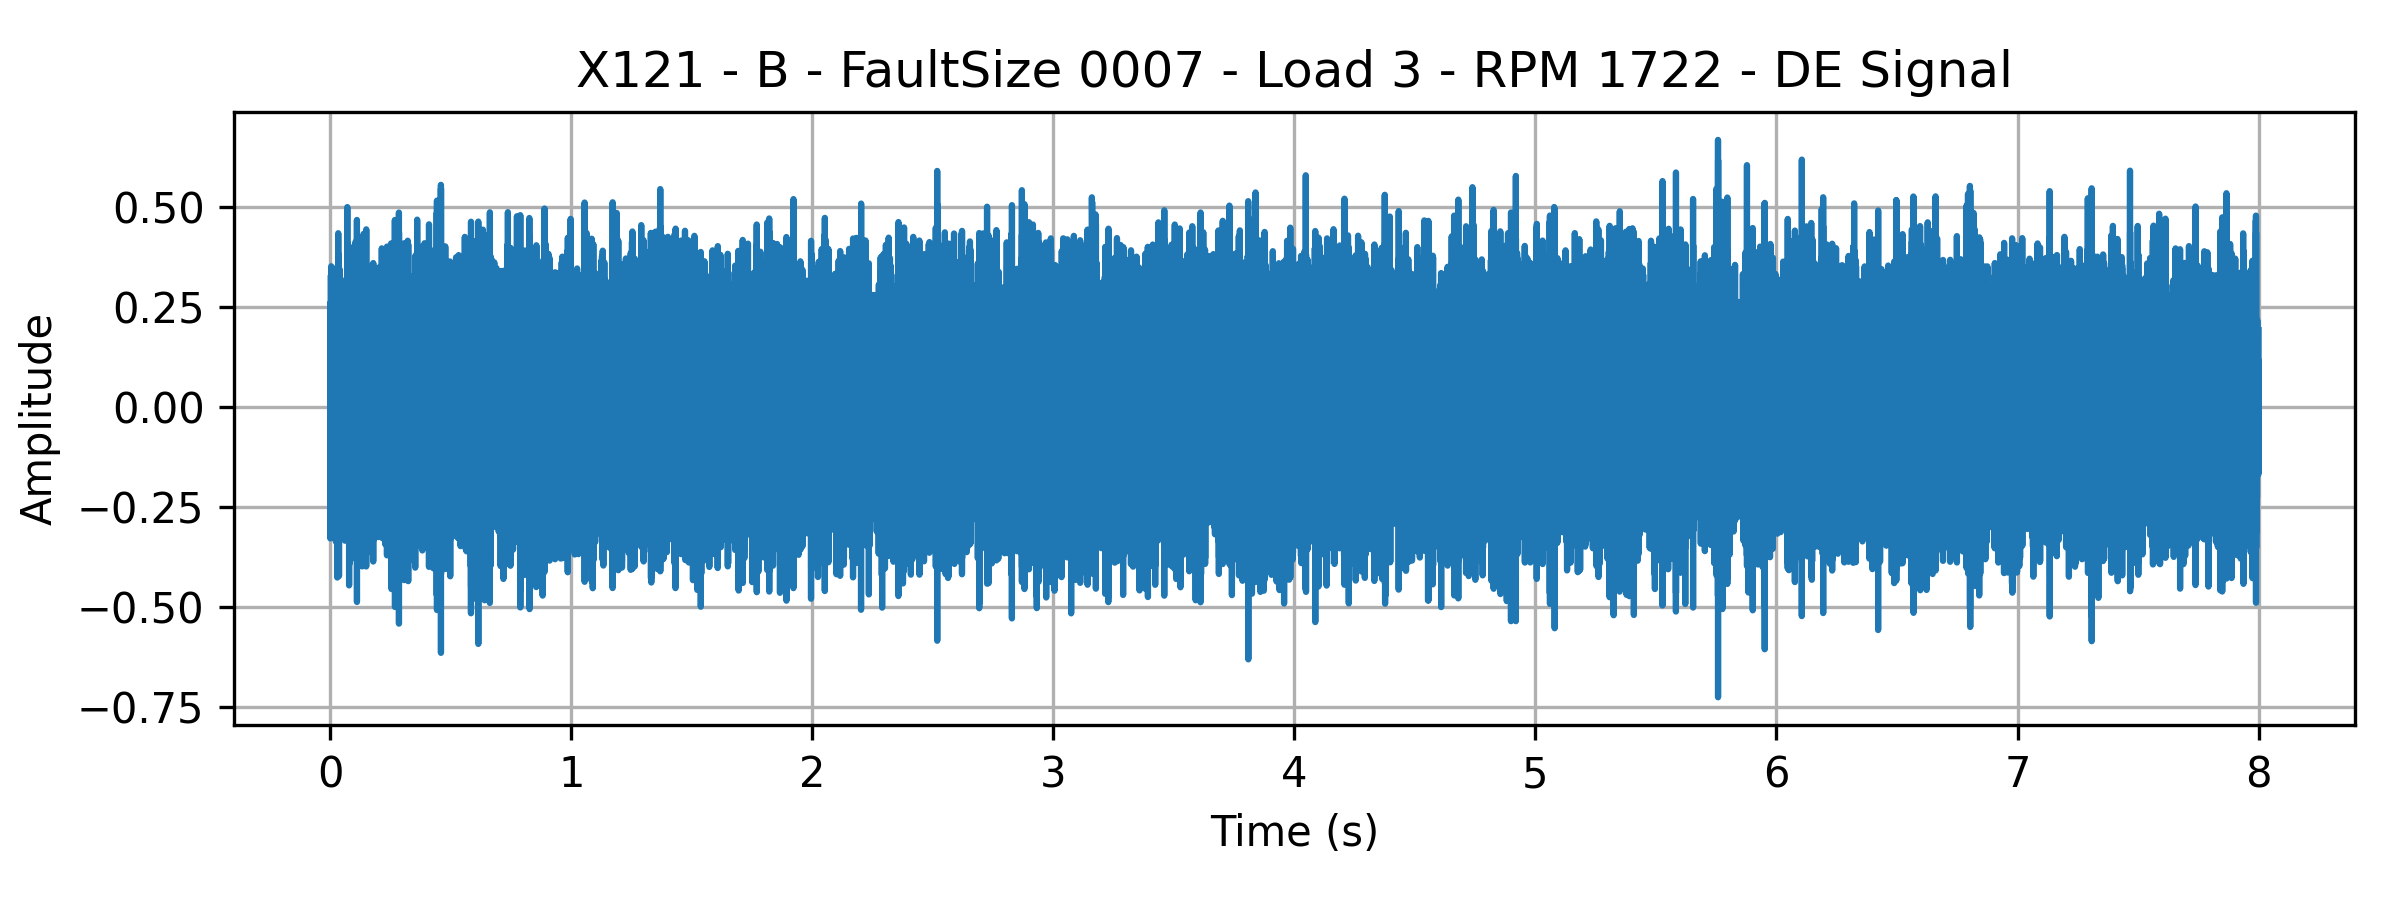 X121 - B - FaultSize 0007 - Load 3 - RPM 1722 - DE Signal
Amplitude
0.50
0.25
0.00
−0.25
−0.50
−0.75
0 1 2 3 4 5 6 7 8
Time (s)